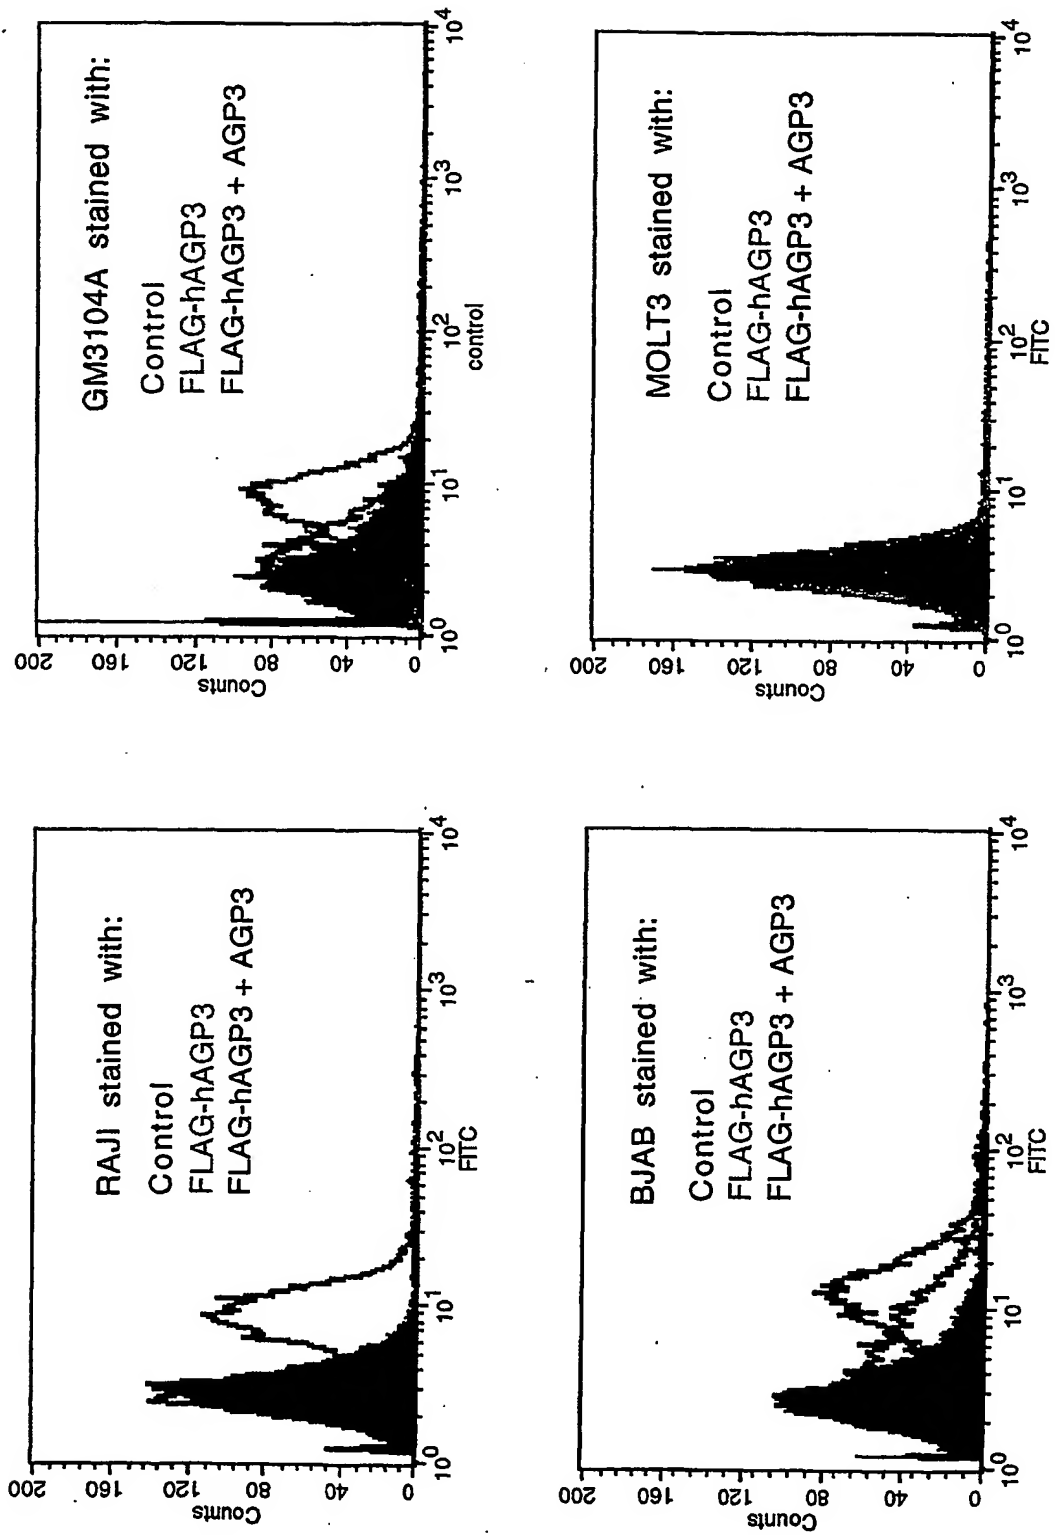 RAJI stained with:
Control
FLAG-hAGP3
FLAG-hAGP3 + AGP3
Counts
200
160
120
80
40
0
10^0
10^1
10^2
10^3
10^4
FITC
GM3104A stained with:
Control
FLAG-hAGP3
FLAG-hAGP3 + AGP3
Counts
200
160
120
80
40
0
10^0
10^1
10^2
10^3
10^4
control
BJAB stained with:
Control
FLAG-hAGP3
FLAG-hAGP3 + AGP3
Counts
200
160
120
80
40
0
10^0
10^1
10^2
10^3
10^4
FITC
MOLT3 stained with:
Control
FLAG-hAGP3
FLAG-hAGP3 + AGP3
Counts
200
160
120
80
40
0
10^0
10^1
10^2
10^3
10^4
FITC